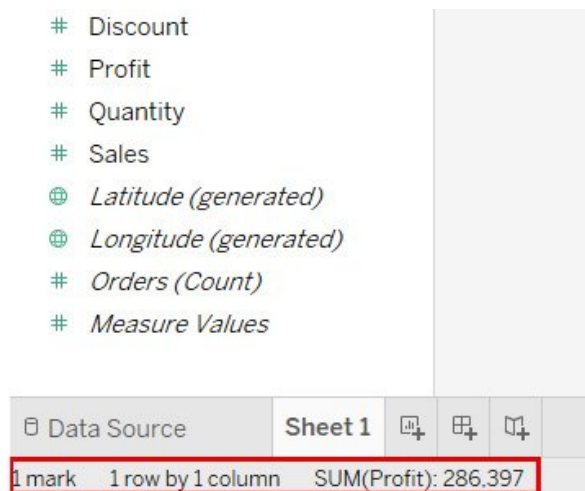 Discount
Profit
Quantity
Sales
Latitude (generated)
Longitude (generated)
Orders (Count)
Measure Values
Data Source Sheet 1
1 mark 1 row by 1 column SUM(Profit): 286,397